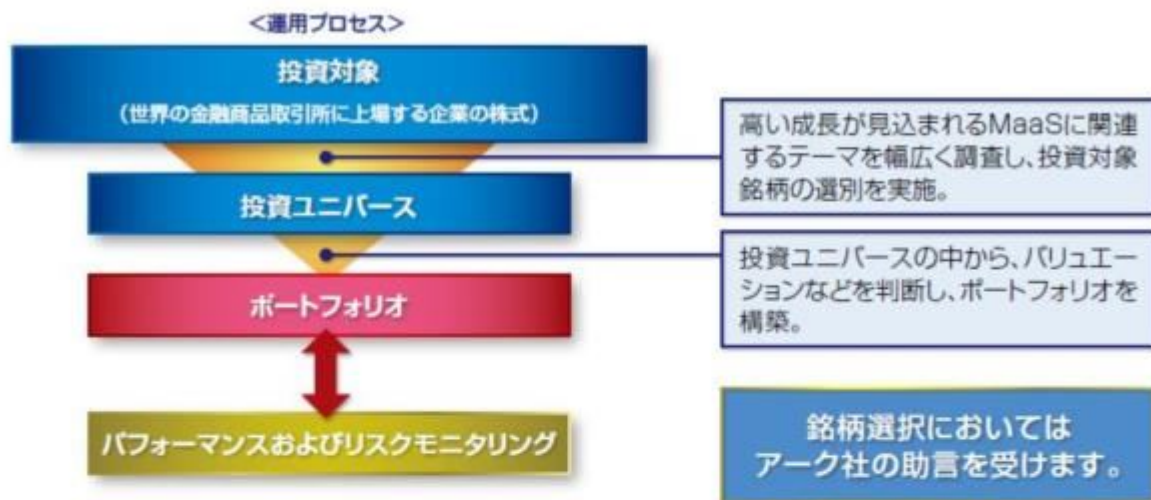 ＜運用プロセス＞
投資対象
（世界の金融商品取引所に上場する企業の株式）
高い成長が見込まれるMaaSに関連
するテーマを幅広く調査し、投資対象
銘柄の選別を実施。
投資ユニバース
投資ユニバースの中から、バリュエー
ションなどを判断し、ポートフォリオを
構築。
ポートフォリオ
パフォーマンスおよびリスクモニタリング
銘柄選択においては
アーク社の助言を受けます。